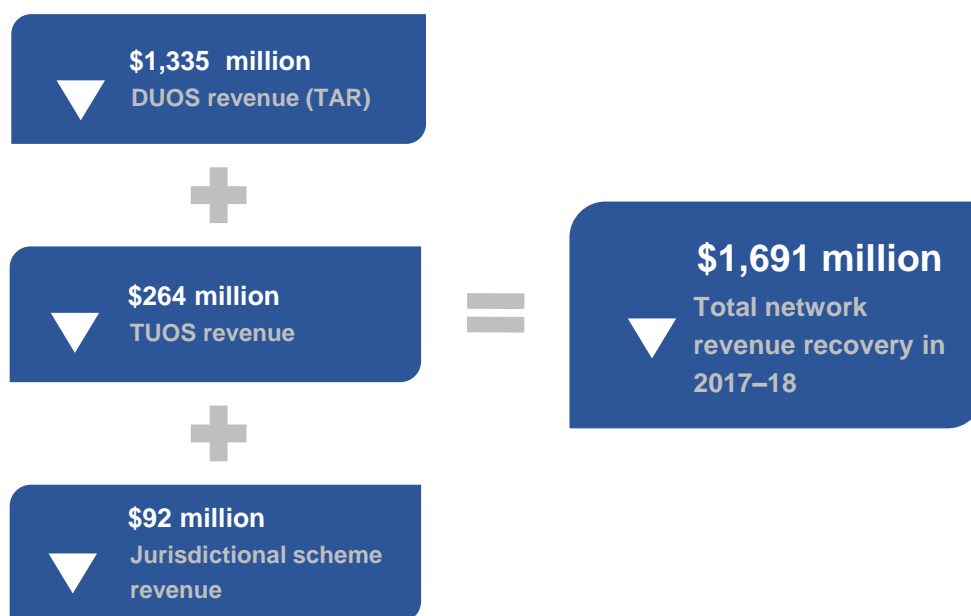 $1,335 million
DUOS revenue (TAR)
$264 million
TUOS revenue
$92 million
Jurisdictional scheme
revenue
$1,691 million
Total network
revenue recovery in
2017–18